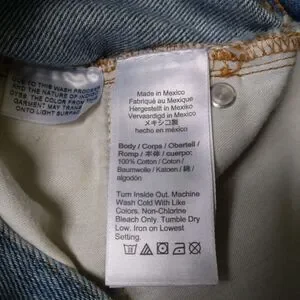 DUE TO THIS WASH PROCESS
AND THE NATURE OF INDIGO
DYES, THE COLOR FROM THIS
GARMENT MAY TRANS
ONTO LIGHT SURFAC
Made in Mexico
Fabriqué au Mexique
Hergestellt in Mexiko
Vervaardigd in Mexico
メキシコ製
hecho en méxico
Body / Corps / Oberteil /
Romp / 本体 / cuerpo:
100% Cotton / Coton /
Baumwolle / Katoen / 綿 /
algodón
Turn Inside Out. Machine
Wash Cold With Like
Colors. Non-Chlorine
Bleach Only. Tumble Dry
Low. Iron on Lowest
Setting.